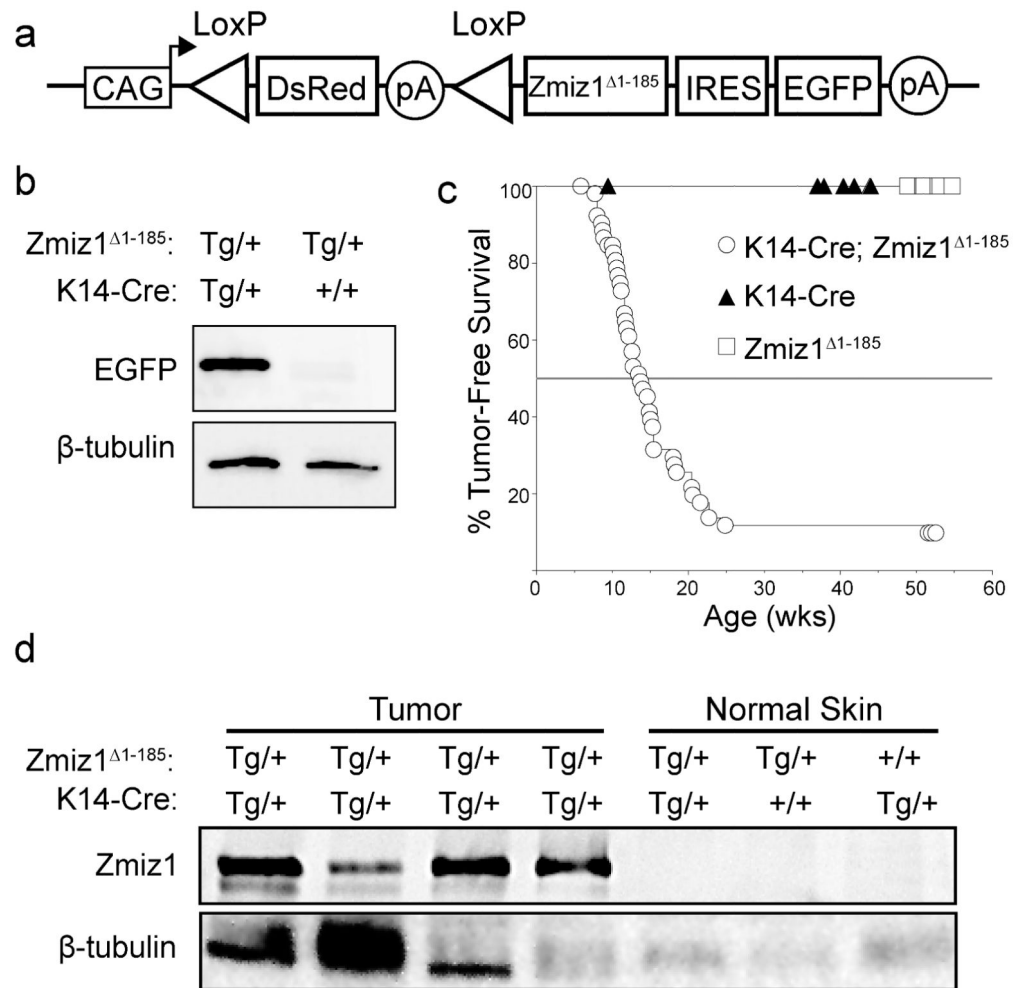 a
LoxP LoxP
CAG DsRed pA Zmiz1Δ1-185 IRES EGFP pA
b
Zmiz1Δ1-185: Tg/+ Tg/+
K14-Cre: Tg/+ +/+
EGFP
β-tubulin
c
% Tumor-Free Survival
100
80
60
40
20
0 10 20 30 40 50 60
Age (wks)
K14-Cre; Zmiz1Δ1-185
K14-Cre
Zmiz1Δ1-185
d
Tumor Normal Skin
Zmiz1Δ1-185: Tg/+ Tg/+ Tg/+ Tg/+ Tg/+ Tg/+ +/+
K14-Cre: Tg/+ Tg/+ Tg/+ Tg/+ Tg/+ +/+ Tg/+
Zmiz1
β-tubulin